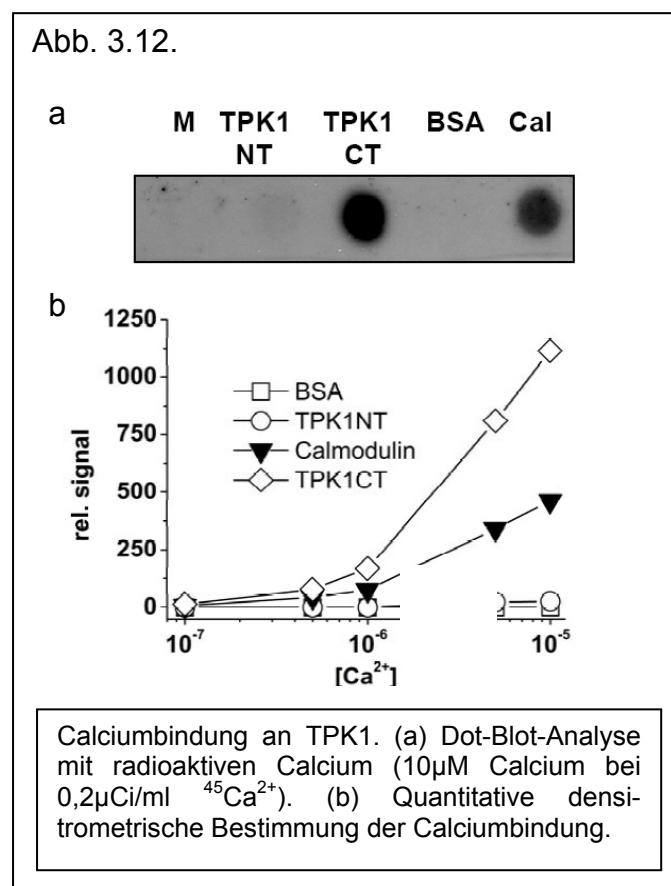 Abb. 3.12.
a
M TPK1 TPK1 BSA Cal
NT CT
b
1250
1000
750
500
250
0
rel. signal
BSA
TPK1NT
Calmodulin
TPK1CT
10⁻⁷ 10⁻⁶ 10⁻⁵
[Ca²⁺]
Calciumbindung an TPK1. (a) Dot-Blot-Analyse
mit radioaktiven Calcium (10µM Calcium bei
0,2µCi/ml ⁴⁵Ca²⁺). (b) Quantitative densi-
trometrische Bestimmung der Calciumbindung.